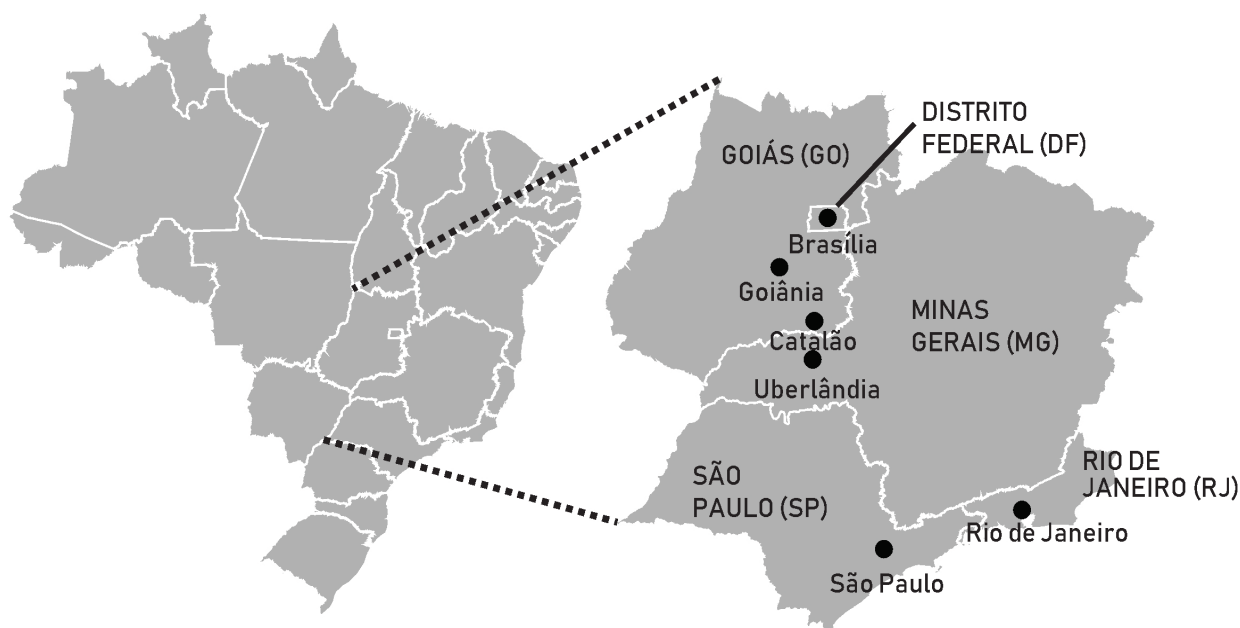 DISTRITO
FEDERAL (DF)
GOIÁS (GO)
Brasília
Goiânia
MINAS
GERAIS (MG)
Catalão
Uberlândia
SÃO
PAULO (SP)
RIO DE
JANEIRO (RJ)
Rio de Janeiro
São Paulo